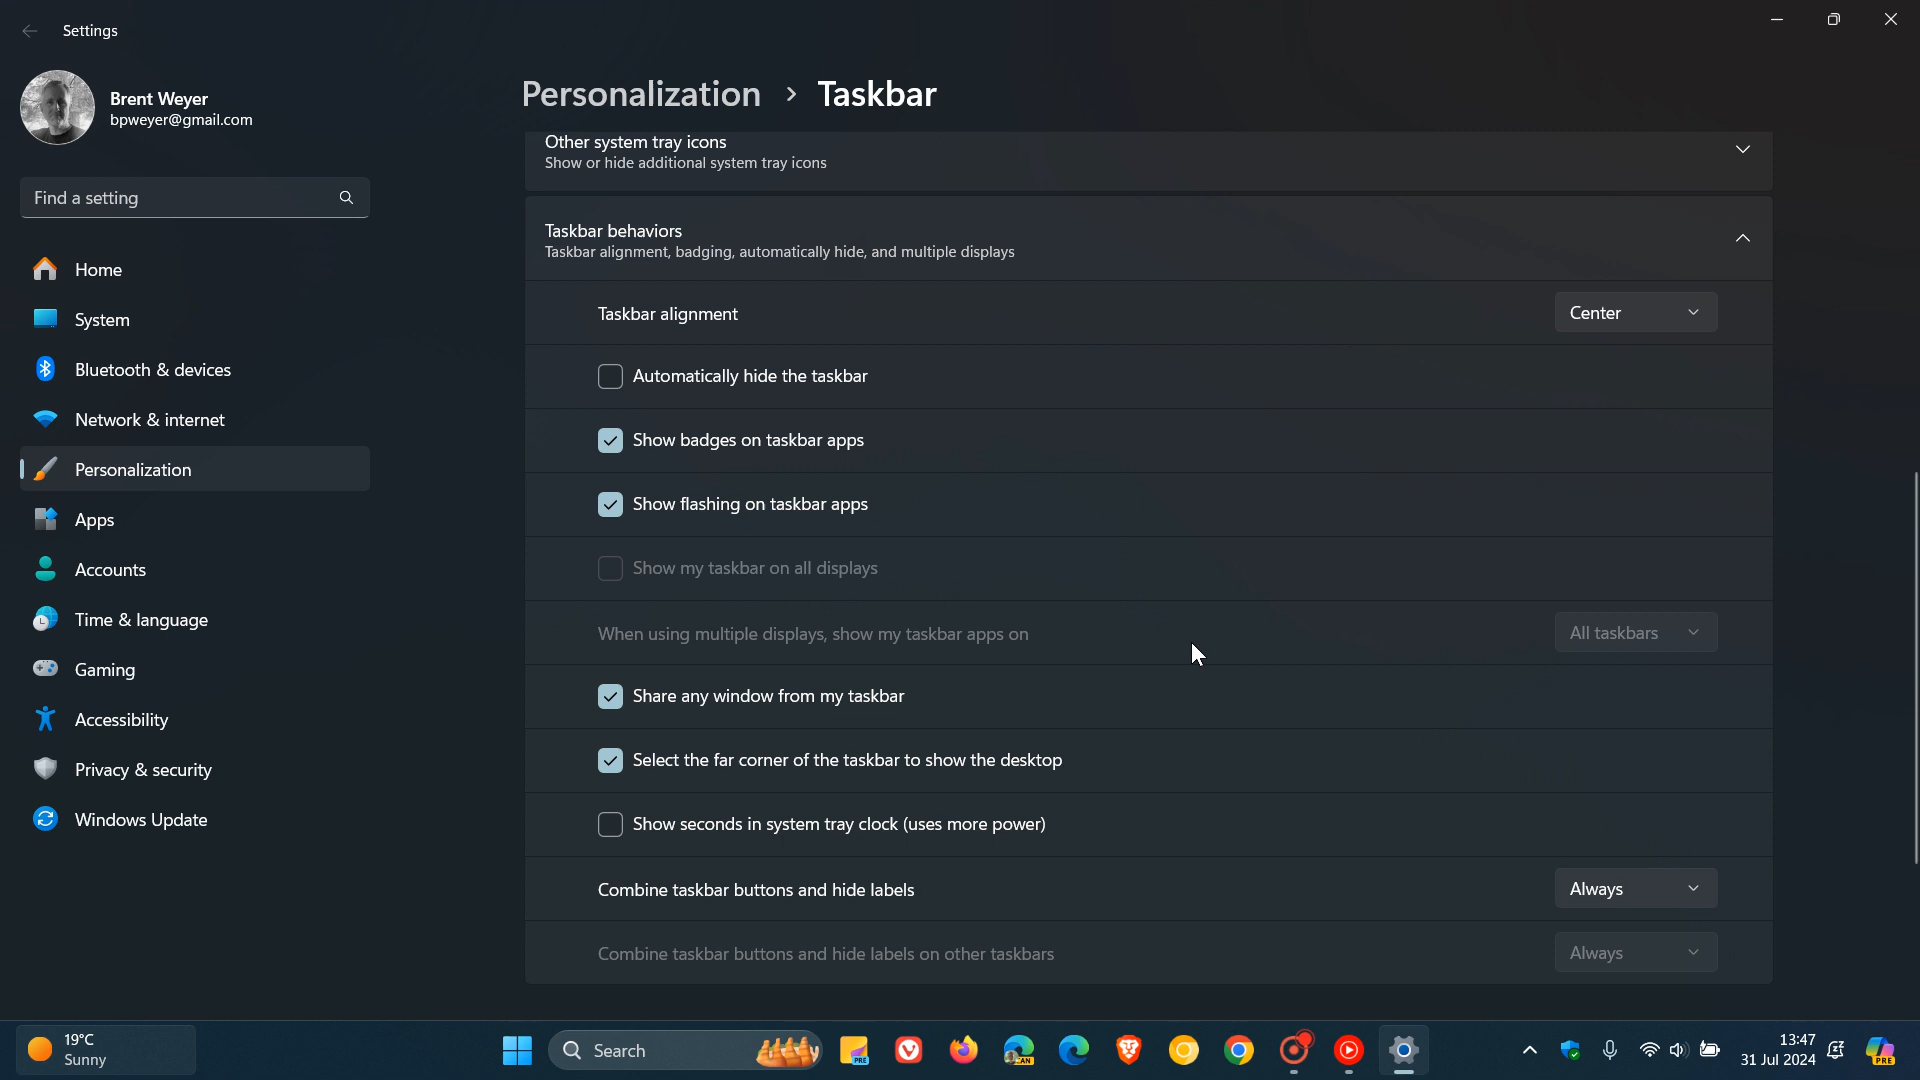 Settings
Brent Weyer
bpweyer@gmail.com
Find a setting
Home
System
Bluetooth & devices
Network & internet
Personalization
Apps
Accounts
Time & language
Gaming
Accessibility
Privacy & security
Windows Update
Personalization > Taskbar
Other system tray icons
Show or hide additional system tray icons
Taskbar behaviors
Taskbar alignment, badging, automatically hide, and multiple displays
Taskbar alignment Center
Automatically hide the taskbar
Show badges on taskbar apps
Show flashing on taskbar apps
Show my taskbar on all displays
When using multiple displays, show my taskbar apps on All taskbars
Share any window from my taskbar
Select the far corner of the taskbar to show the desktop
Show seconds in system tray clock (uses more power)
Combine taskbar buttons and hide labels Always
Combine taskbar buttons and hide labels on other taskbars Always
19°C
Sunny
Search
PRE
CAN
13:47
31 Jul 2024
PRE